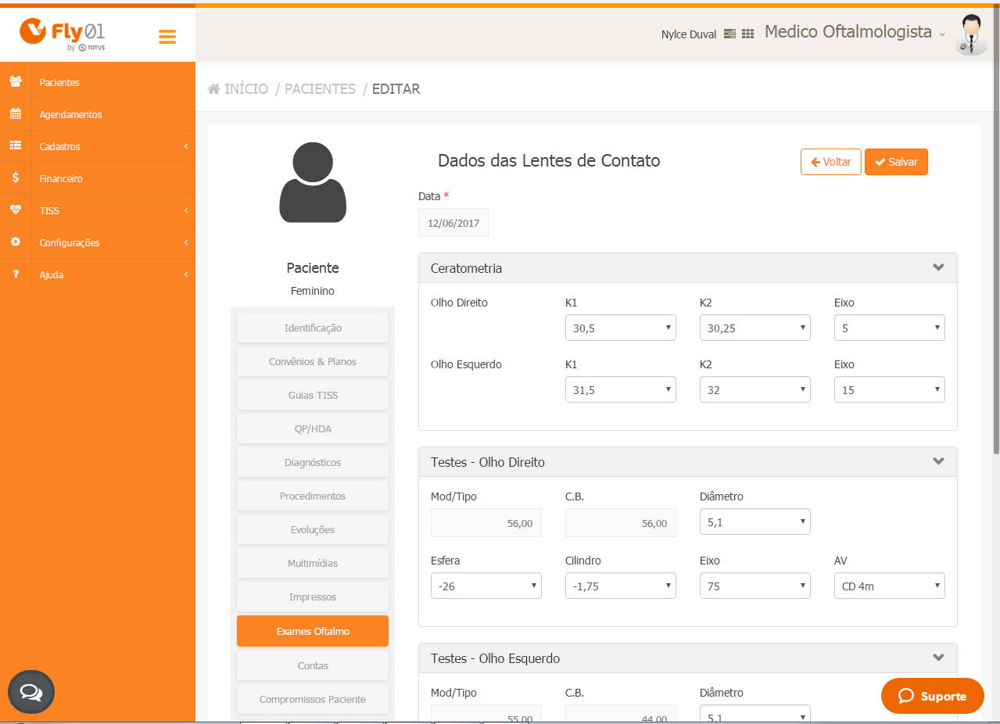 Fly01
by TOTVS
Nylce Duval
Medico Oftalmologista
Pacientes
Agendamentos
Cadastros
Financeiro
TISS
Configurações
Ajuda
INÍCIO / PACIENTES / EDITAR
Paciente
Feminino
Identificação
Convênios & Planos
Guias TISS
QP/HDA
Diagnósticos
Procedimentos
Evoluções
Multimídias
Impressos
Exames Oftalmo
Contas
Compromissos Paciente
Dados das Lentes de Contato
Voltar
Salvar
Data *
12/06/2017
Ceratometria
Olho Direito K1 K2 Eixo
30,5 30,25 5
Olho Esquerdo K1 K2 Eixo
31,5 32 15
Testes - Olho Direito
Mod/Tipo C.B. Diâmetro
56,00 56,00 5,1
Esfera Cilindro Eixo AV
-26 -1,75 75 CD 4m
Testes - Olho Esquerdo
Mod/Tipo C.B. Diâmetro
55,00 44,00 5,1
Suporte